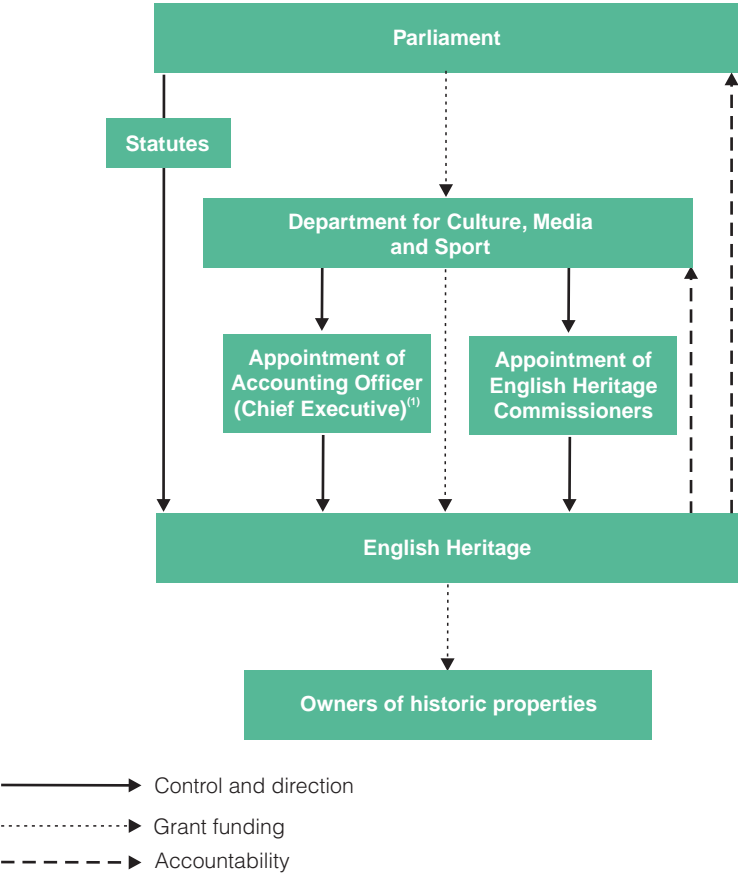 Parliament
Statutes
Department for Culture, Media
and Sport
Appointment of
Accounting Officer
(Chief Executive)(1)
Appointment of
English Heritage
Commissioners
English Heritage
Owners of historic properties
Control and direction
Grant funding
Accountability